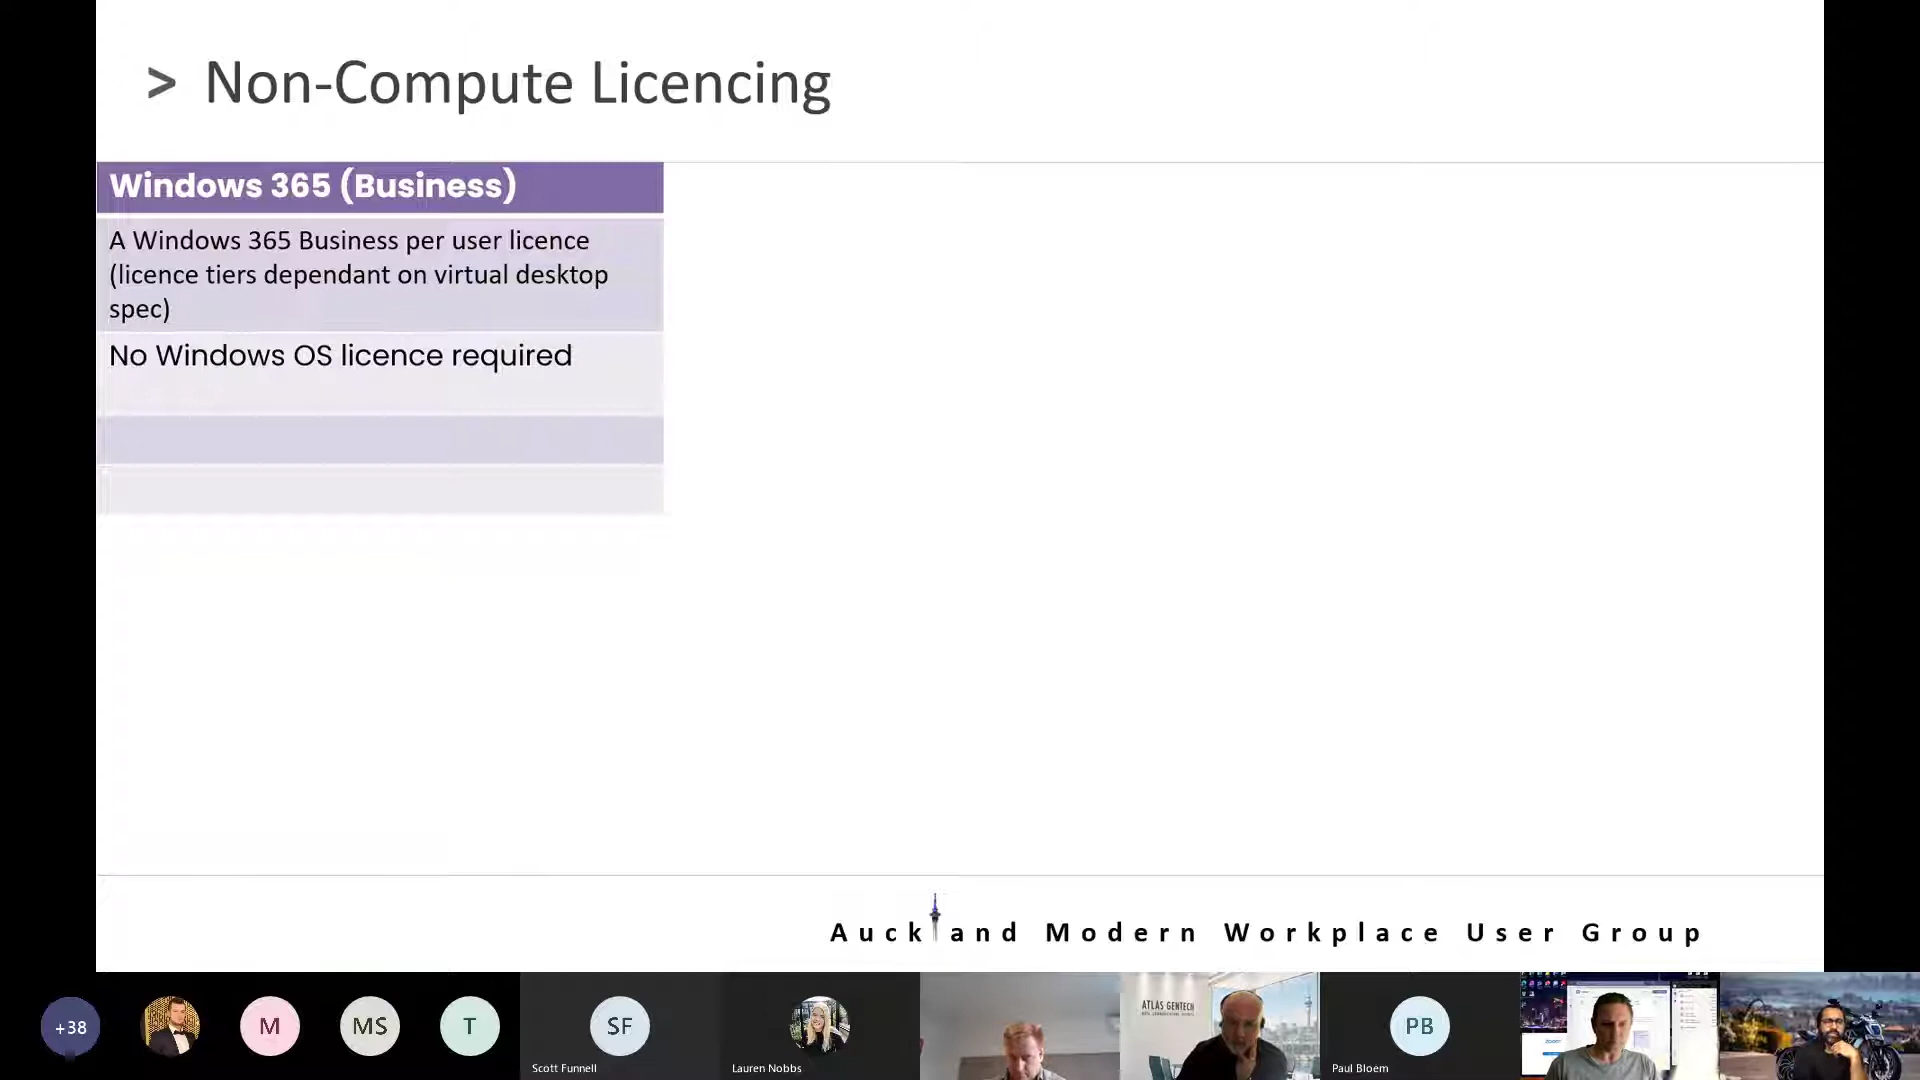 > Non-Compute Licencing
Windows 365 (Business)
A Windows 365 Business per user licence
(licence tiers dependant on virtual desktop
spec)
No Windows OS licence required
Auckland Modern Workplace User Group
+38
M
MS
T
SF
Scott Funnell
Lauren Nobbs
ATLAS GENTECH
PB
Paul Bloem